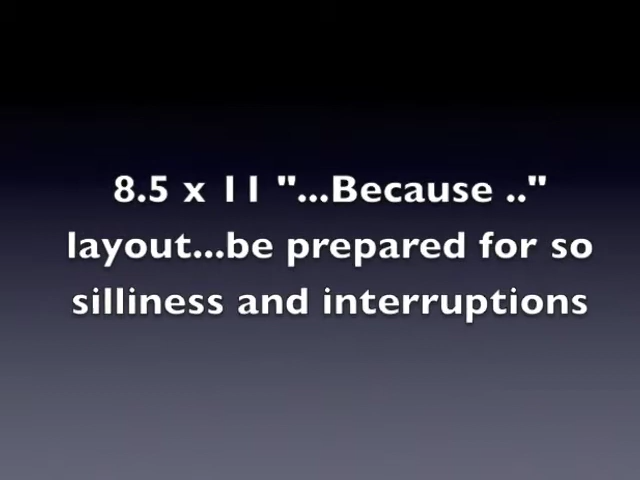 8.5 x 11 "...Because .."
layout...be prepared for so
silliness and interruptions